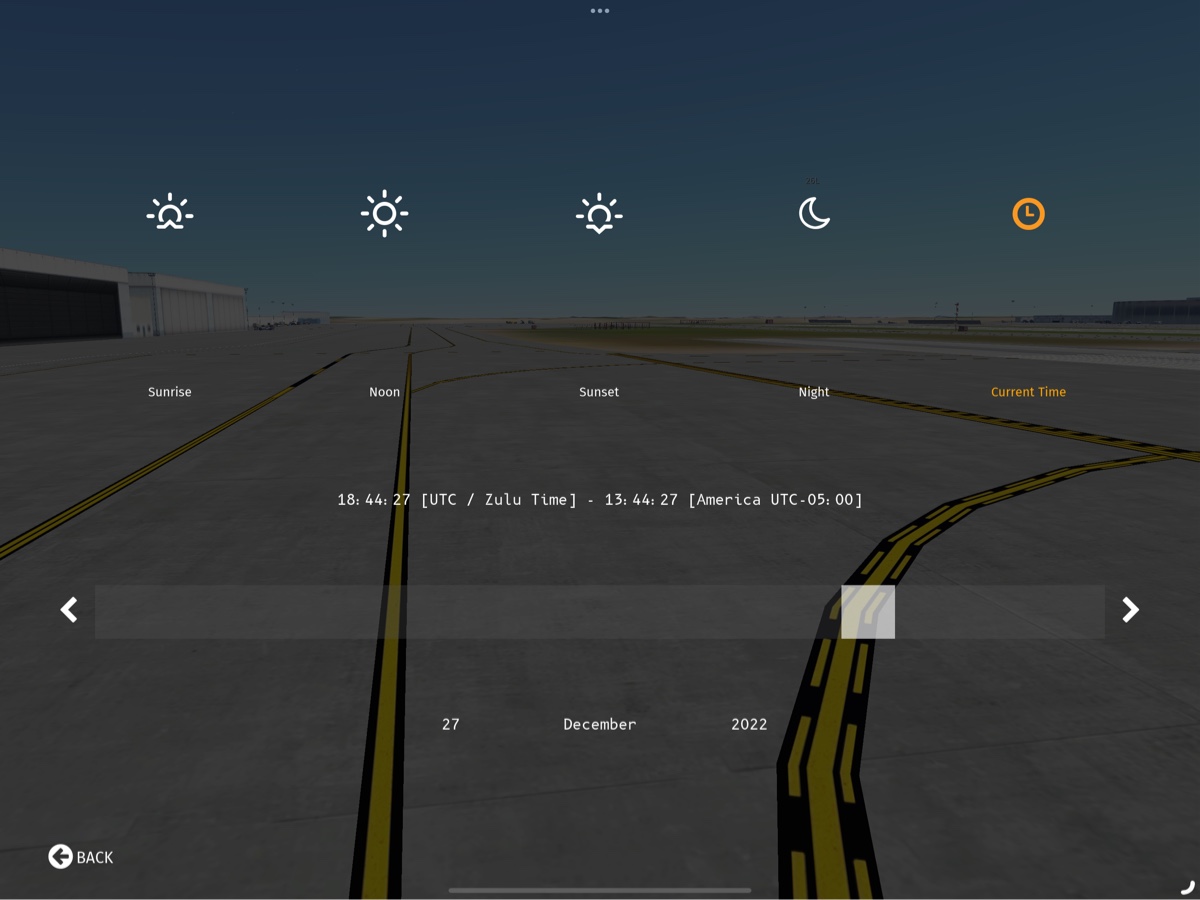 Sunrise
Noon
Sunset
Night
Current Time
18:44:27 [UTC / Zulu Time] - 13:44:27 [America UTC-05:00]
27
December
2022
BACK